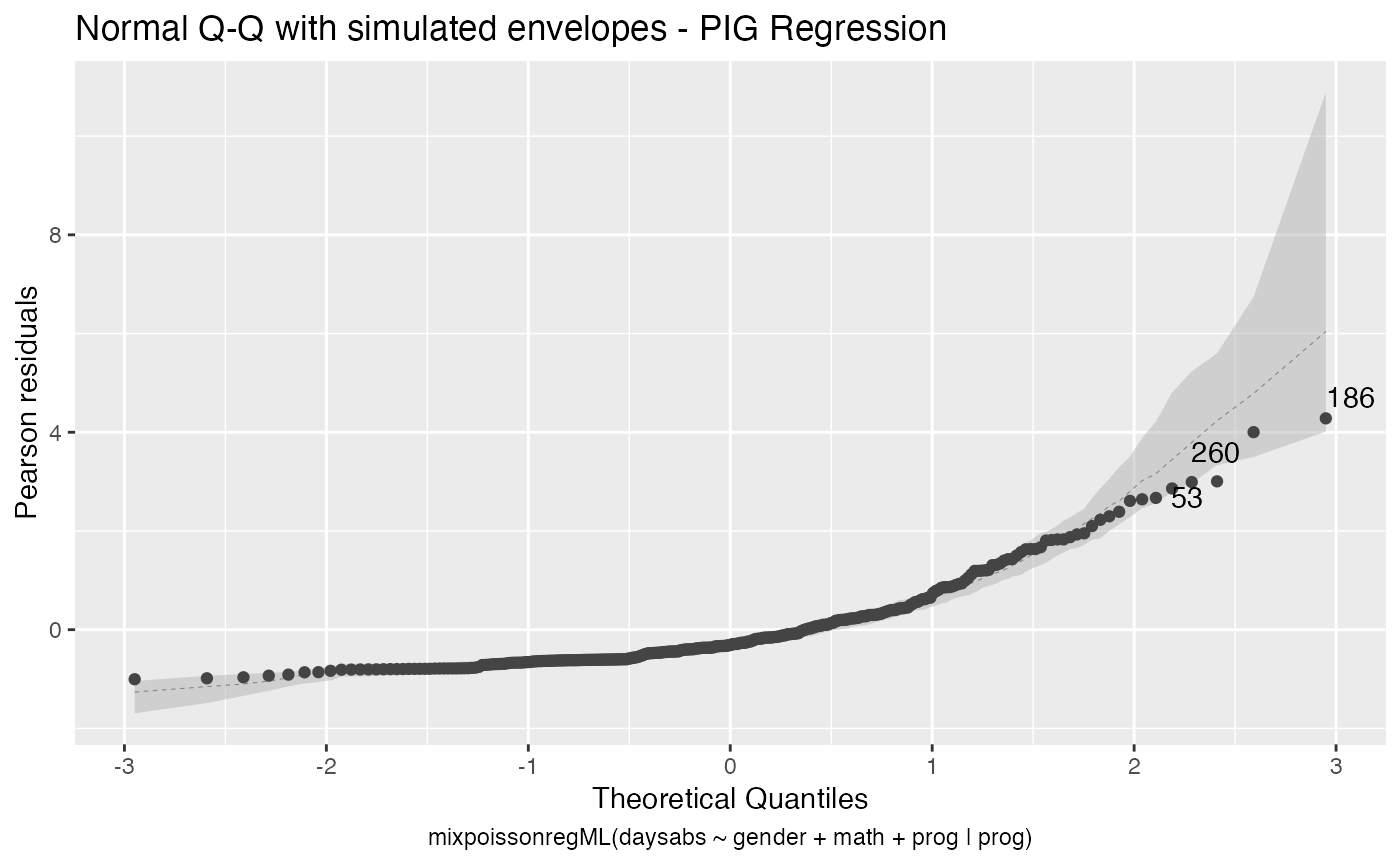 Normal Q-Q with simulated envelopes - PIG Regression
Pearson residuals
8
4
0
186
260
53
-3 -2 -1 0 1 2 3
Theoretical Quantiles
mixpoissonregML(daysabs ~ gender + math + prog | prog)